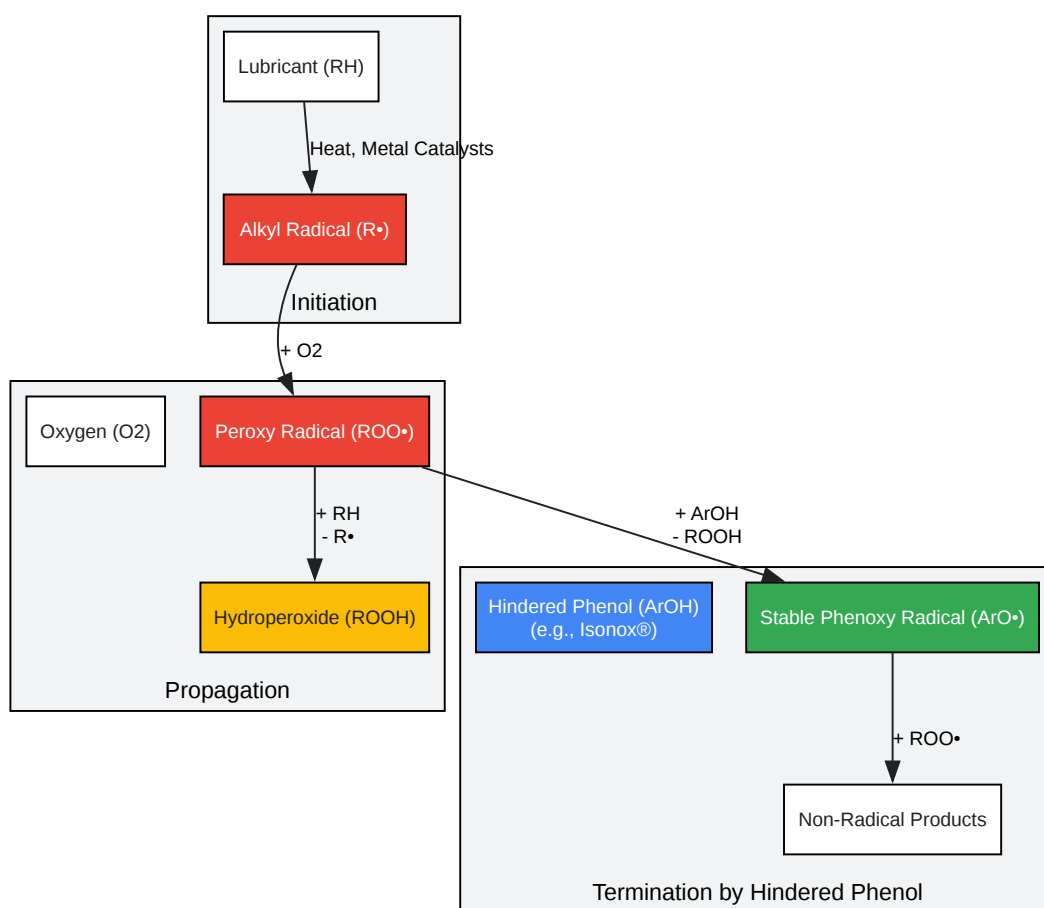 Lubricant (RH)
Heat, Metal Catalysts
Alkyl Radical (R•)
Initiation
+ O2
Oxygen (O2)
Peroxy Radical (ROO•)
+ RH
- R•
+ ArOH
- ROOH
Hydroperoxide (ROOH)
Propagation
Hindered Phenol (ArOH)
(e.g., Isonox®)
Stable Phenoxy Radical (ArO•)
+ ROO•
Non-Radical Products
Termination by Hindered Phenol